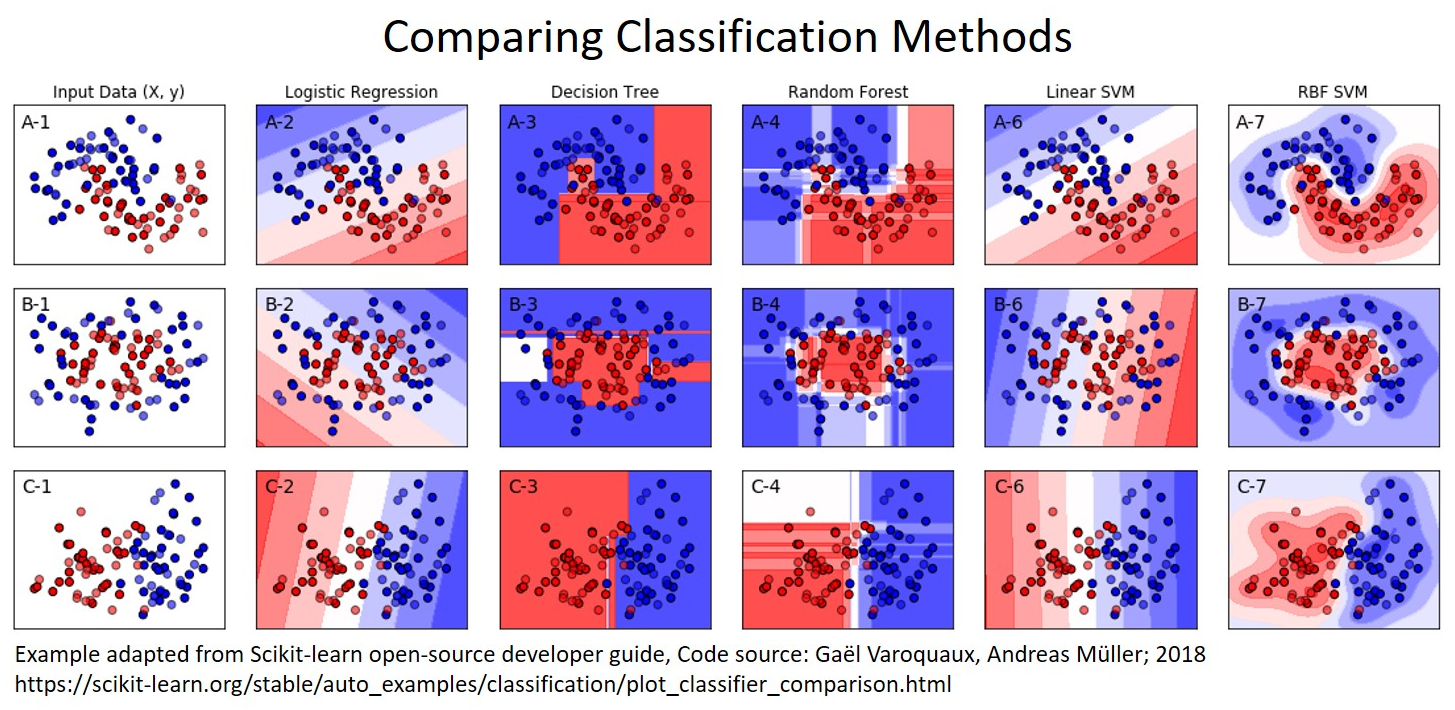 Comparing Classification Methods
Input Data (X, y) Logistic Regression Decision Tree Random Forest Linear SVM RBF SVM
A-1 A-2 A-3 A-4 A-6 A-7
B-1 B-2 B-3 B-4 B-6 B-7
C-1 C-2 C-3 C-4 C-6 C-7
Example adapted from Scikit-learn open-source developer guide, Code source: Gaël Varoquaux, Andreas Müller; 2018
https://scikit-learn.org/stable/auto_examples/classification/plot_classifier_comparison.html